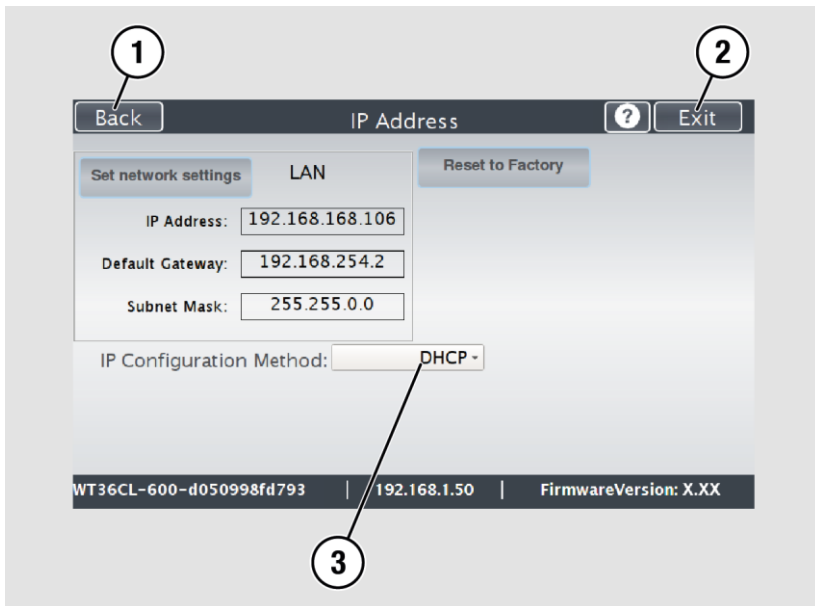 1
2
Back
IP Address
?
Exit
Set network settings
LAN
Reset to Factory
IP Address:
192.168.168.106
Default Gateway:
192.168.254.2
Subnet Mask:
255.255.0.0
IP Configuration Method:
DHCP
WT36CL-600-d050998fd793 | 192.168.1.50 | FirmwareVersion: X.XX
3